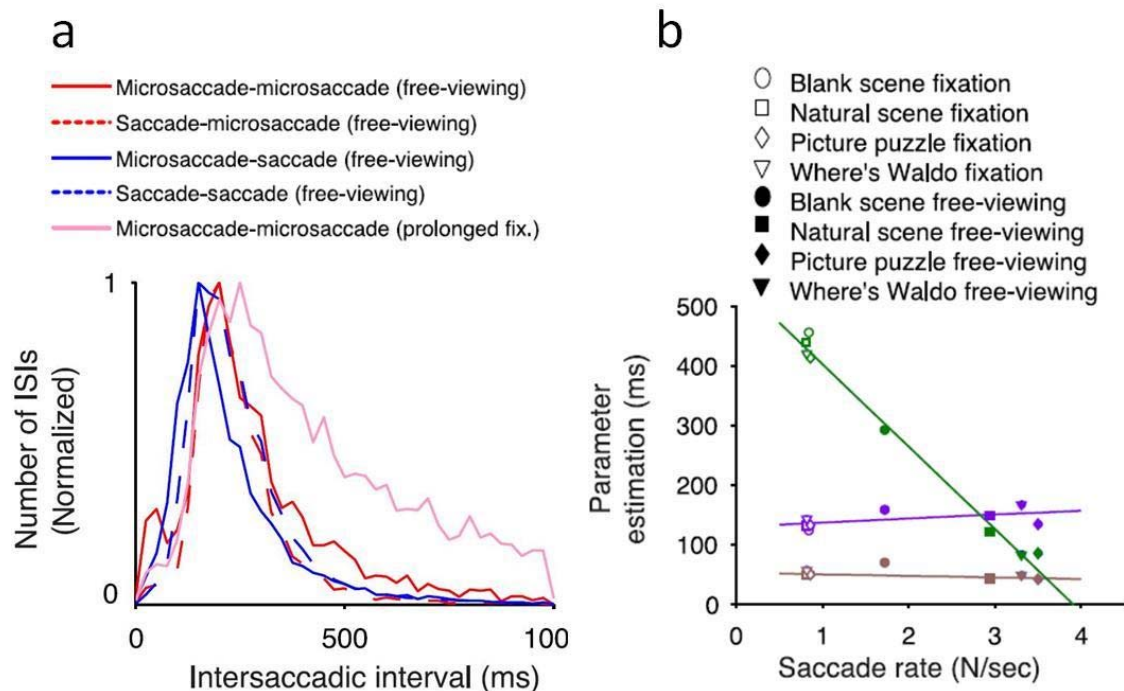 a
Microsaccade-microsaccade (free-viewing)
Saccade-microsaccade (free-viewing)
Microsaccade-saccade (free-viewing)
Saccade-saccade (free-viewing)
Microsaccade-microsaccade (prolonged fix.)
1
0
Number of ISIs
(Normalized)
0
500
100
Intersaccadic interval (ms)
b
Blank scene fixation
Natural scene fixation
Picture puzzle fixation
Where's Waldo fixation
Blank scene free-viewing
Natural scene free-viewing
Picture puzzle free-viewing
Where's Waldo free-viewing
500
400
300
200
100
0
Parameter
estimation (ms)
0
1
2
3
4
Saccade rate (N/sec)